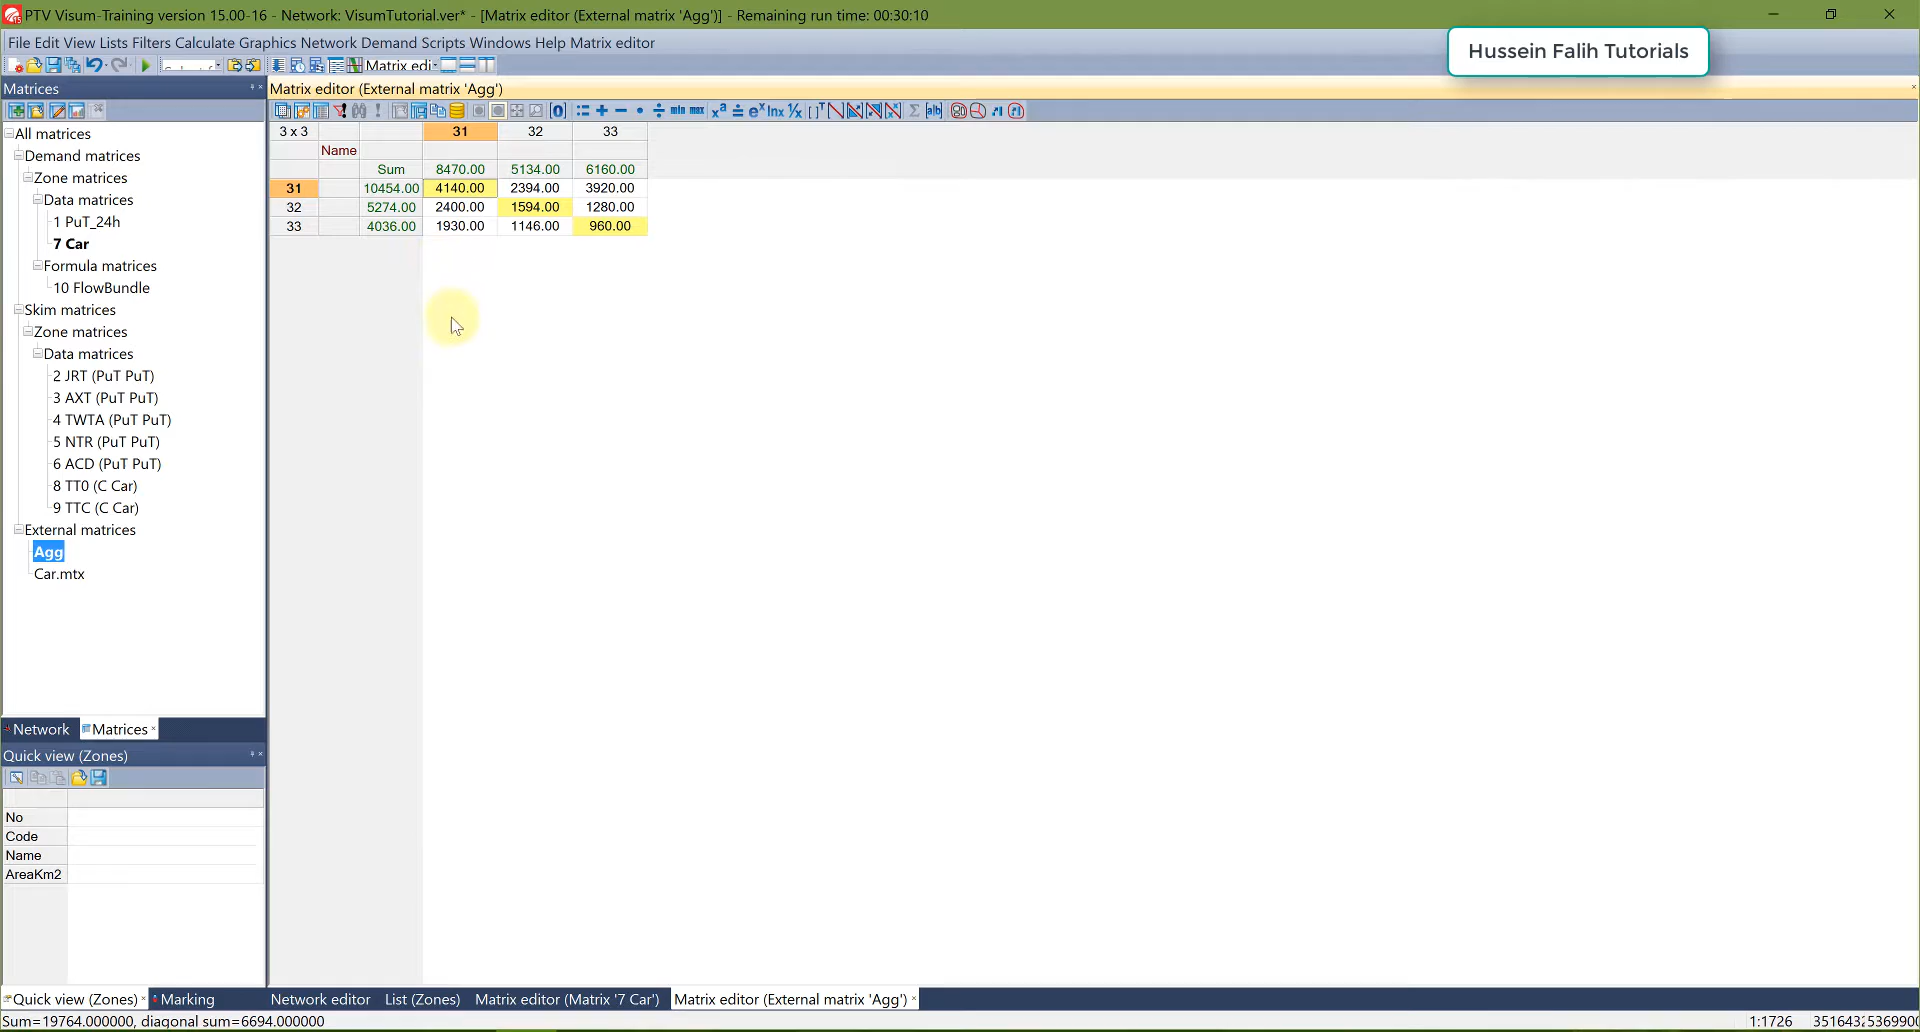 PTV Visum-Training version 15.00-16 - Network: VisumTutorial.ver* - [Matrix editor (External matrix 'Agg')] - Remaining run time: 00:30:10
File Edit View Lists Filters Calculate Graphics Network Demand Scripts Windows Help Matrix editor
Hussein Falih Tutorials
Matrix edi
Matrices
Matrix editor (External matrix 'Agg')
min max
3 x 3 31 32 33
Name
Sum 8470.00 5134.00 6160.00
31 10454.00 4140.00 2394.00 3920.00
32 5274.00 2400.00 1594.00 1280.00
33 4036.00 1930.00 1146.00 960.00
All matrices
Demand matrices
Zone matrices
Data matrices
1 PuT_24h
7 Car
Formula matrices
10 FlowBundle
Skim matrices
Zone matrices
Data matrices
2 JRT (PuT PuT)
3 AXT (PuT PuT)
4 TWTA (PuT PuT)
5 NTR (PuT PuT)
6 ACD (PuT PuT)
8 TT0 (C Car)
9 TTC (C Car)
External matrices
Agg
Car.mtx
Network Matrices
Quick view (Zones)
No
Code
Name
AreaKm2
Quick view (Zones) Marking Network editor List (Zones) Matrix editor (Matrix '7 Car') Matrix editor (External matrix 'Agg')
Sum=19764.000000, diagonal sum=6694.000000 1:1726